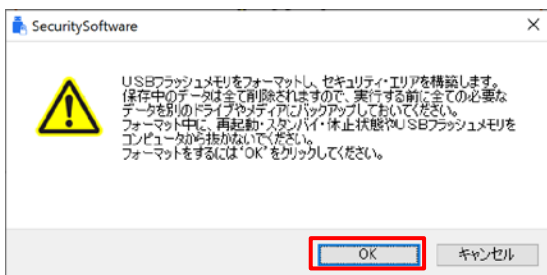 SecuritySoftware
USBフラッシュメモリをフォーマットし、セキュリティ・エリアを構築します。
保存中のデータは全て削除されますので、実行する前に全ての必要な
データを別のドライブやメディアにバックアップしておいてください。
フォーマット中に、再起動・スタンバイ・休止状態やUSBフラッシュメモリを
コンピュータから抜かないでください。
フォーマットをするには'OK'をクリックしてください。
OK
キャンセル